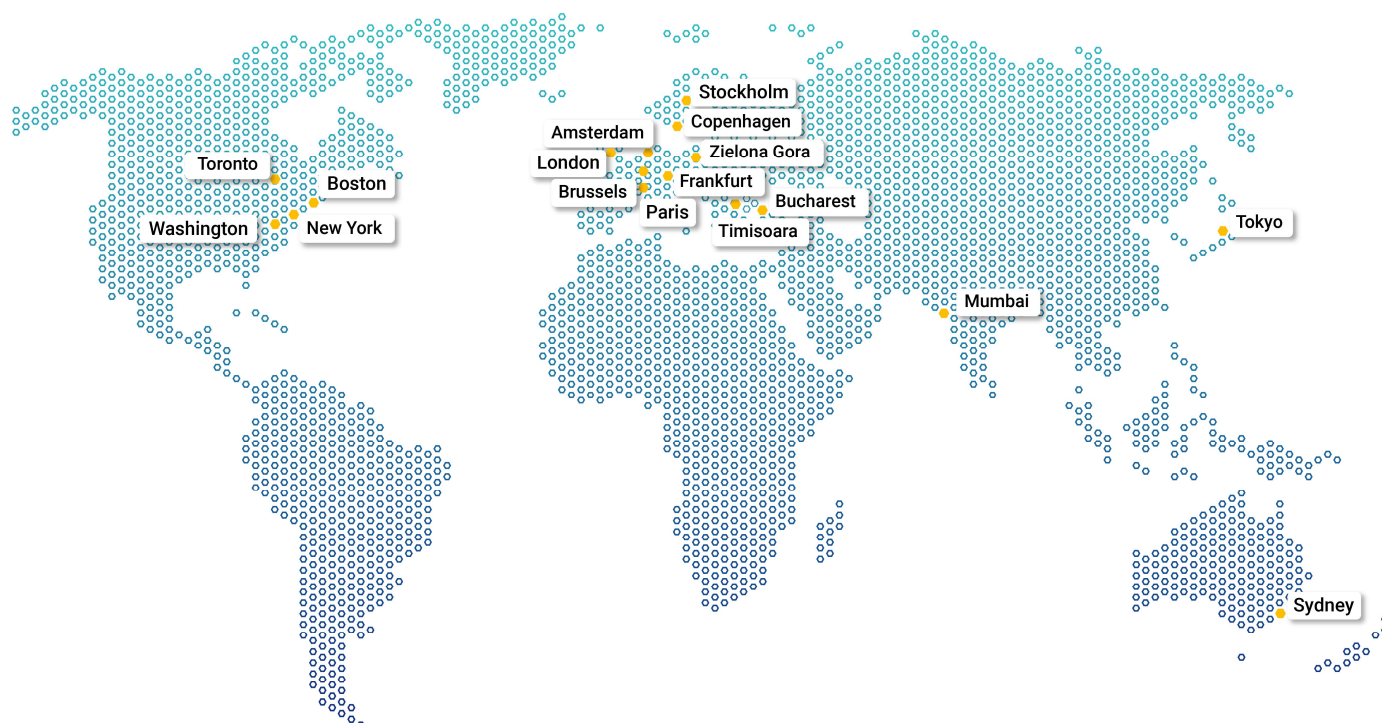 Stockholm
Copenhagen
Amsterdam
Zielona Gora
London
Toronto
Frankfurt
Boston
Brussels
Bucharest
Paris
Tokyo
Washington
New York
Timisoara
Mumbai
Sydney